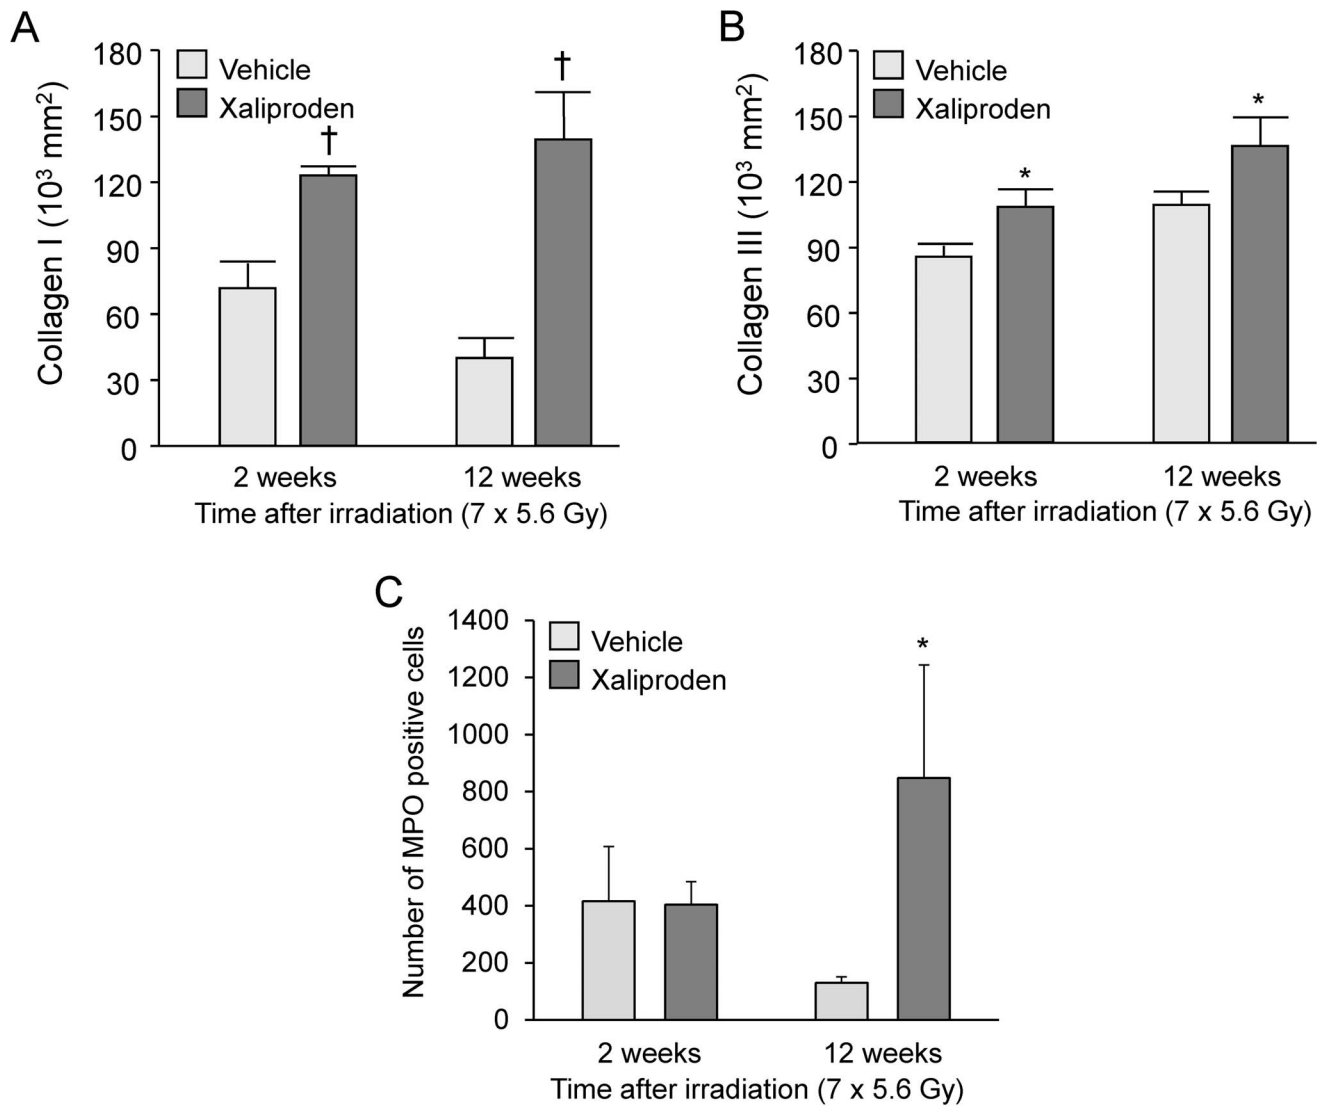 A
Collagen I (10³ mm²)
180
150
120
90
60
30
0
Vehicle
Xaliproden
†
†
2 weeks
12 weeks
Time after irradiation (7 x 5.6 Gy)
B
Collagen III (10³ mm²)
180
150
120
90
60
30
0
Vehicle
Xaliproden
*
*
2 weeks
12 weeks
Time after irradiation (7 x 5.6 Gy)
C
Number of MPO positive cells
1400
1200
1000
800
600
400
200
0
Vehicle
Xaliproden
*
2 weeks
12 weeks
Time after irradiation (7 x 5.6 Gy)